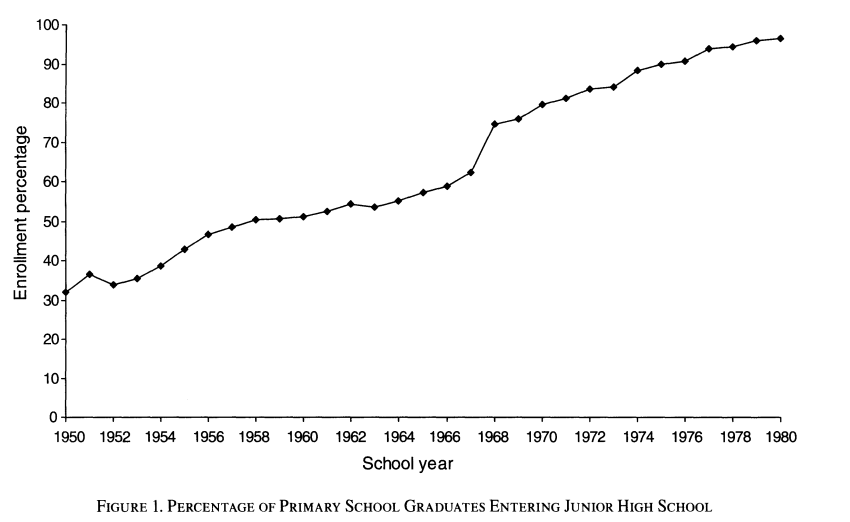 Enrollment percentage
100
90
80
70
60
50
40
30
20
10
0
1950 1952 1954 1956 1958 1960 1962 1964 1966 1968 1970 1972 1974 1976 1978 1980
School year
FIGURE 1. PERCENTAGE OF PRIMARY SCHOOL GRADUATES ENTERING JUNIOR HIGH SCHOOL